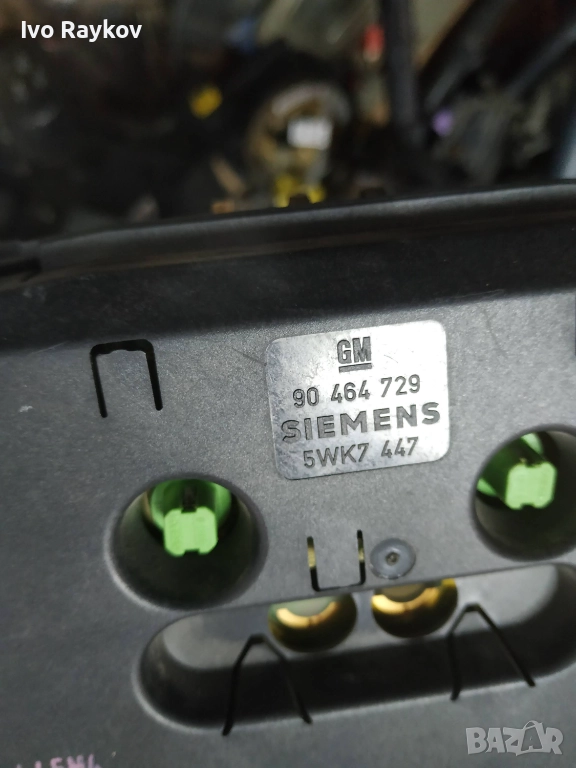 Ivo Raykov
GM
90 464 729
SIEMENS
5WK7 447
BAZAR